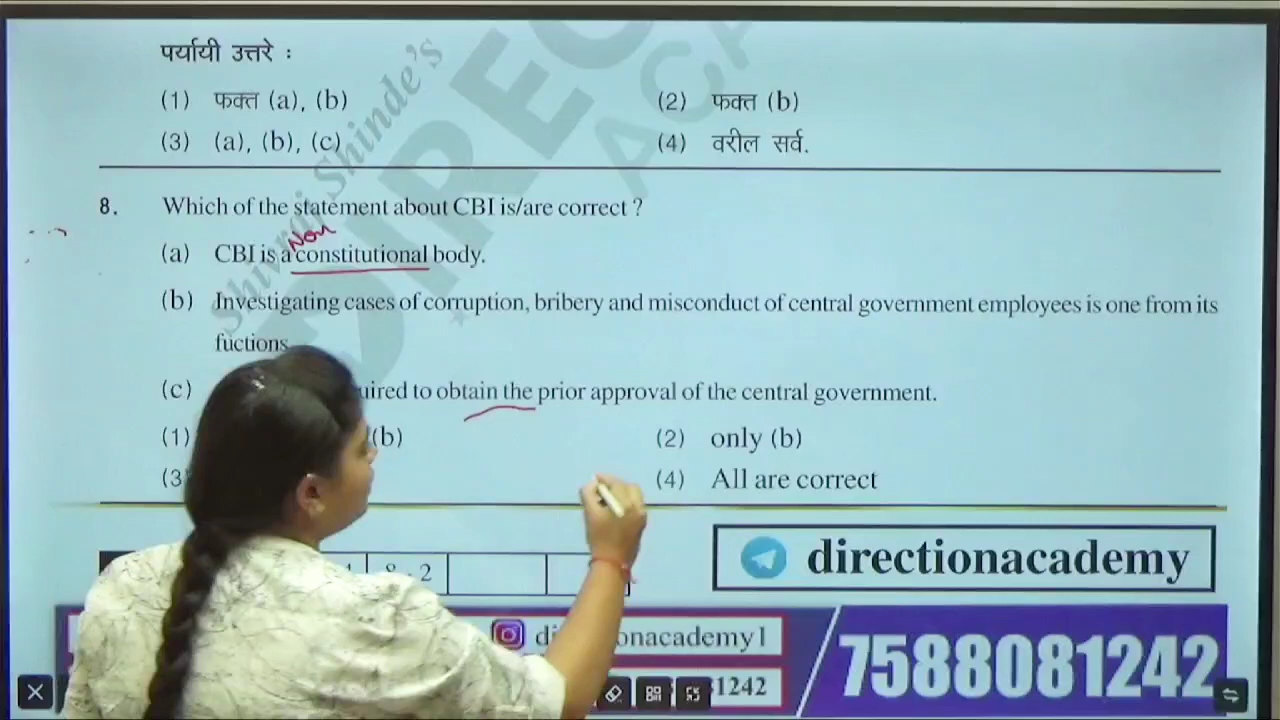 पर्यायी उत्तरे :
(1) फक्त (a), (b) (2) फक्त (b)
(3) (a), (b), (c) (4) वरील सर्व.
8. Which of the statement about CBI is/are correct ?
Non
(a) CBI is a constitutional body.
(b) Investigating cases of corruption, bribery and misconduct of central government employees is one from its
fuctions
(c) to obtain the prior approval of the central government.
(1) (b) (2) only (b)
(3 (4) All are correct
8 - 2
directionacademy
7588081242
Shivraj Shinde's